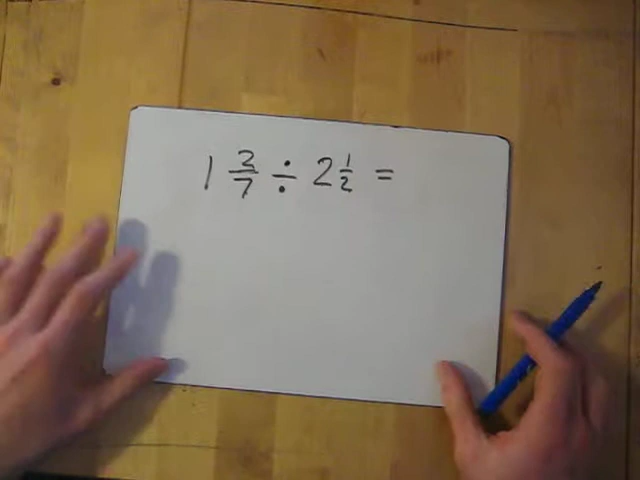 1 3/7 ÷ 2 1/2 =